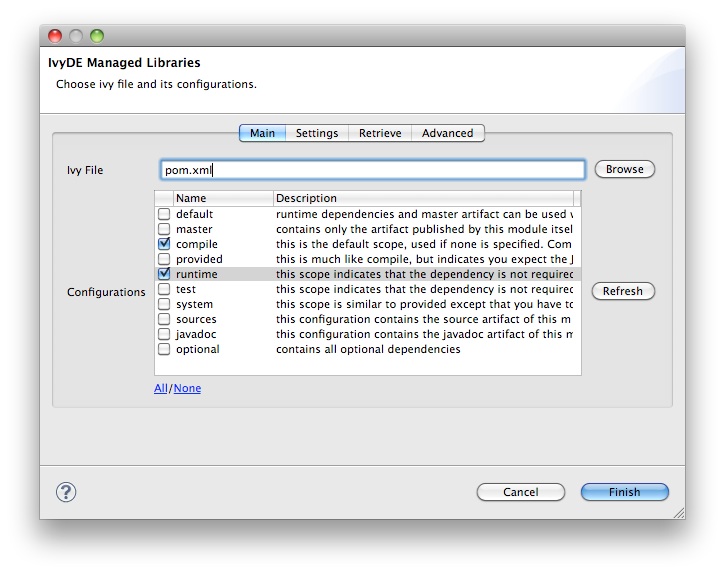 IvyDE Managed Libraries
Choose ivy file and its configurations.
Main Settings Retrieve Advanced
Ivy File pom.xml Browse
Name Description
default runtime dependencies and master artifact can be used
master contains only the artifact published by this module itsel
compile this is the default scope, used if none is specified. Com
provided this is much like compile, but indicates you expect the J
runtime this scope indicates that the dependency is not required
test this scope indicates that the dependency is not required
system this scope is similar to provided except that you have to
sources this configuration contains the source artifact of this m
javadoc this configuration contains the javadoc artifact of this m
optional contains all optional dependencies
Configurations Refresh
All/None
? Cancel Finish